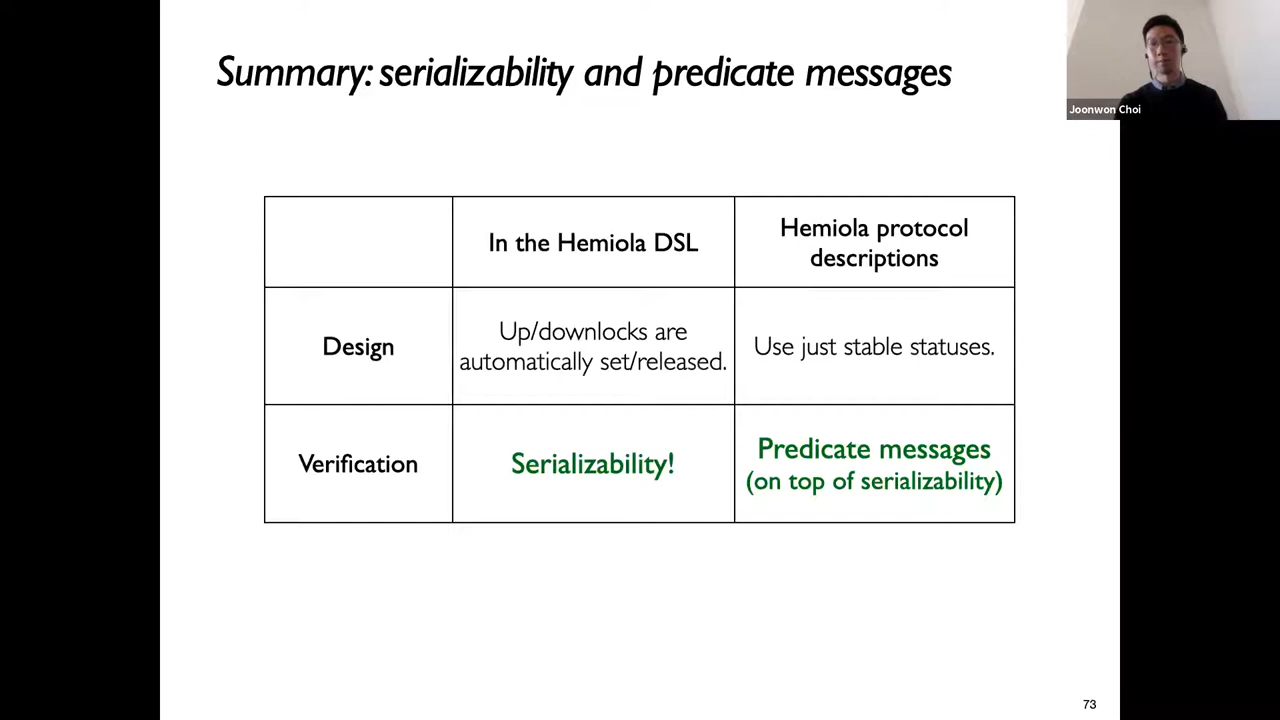 Summary: serializability and predicate messages
Joonwon Choi
In the Hemiola DSL
Hemiola protocol
descriptions
Design
Up/downlocks are
automatically set/released.
Use just stable statuses.
Verification
Serializability!
Predicate messages
(on top of serializability)
73